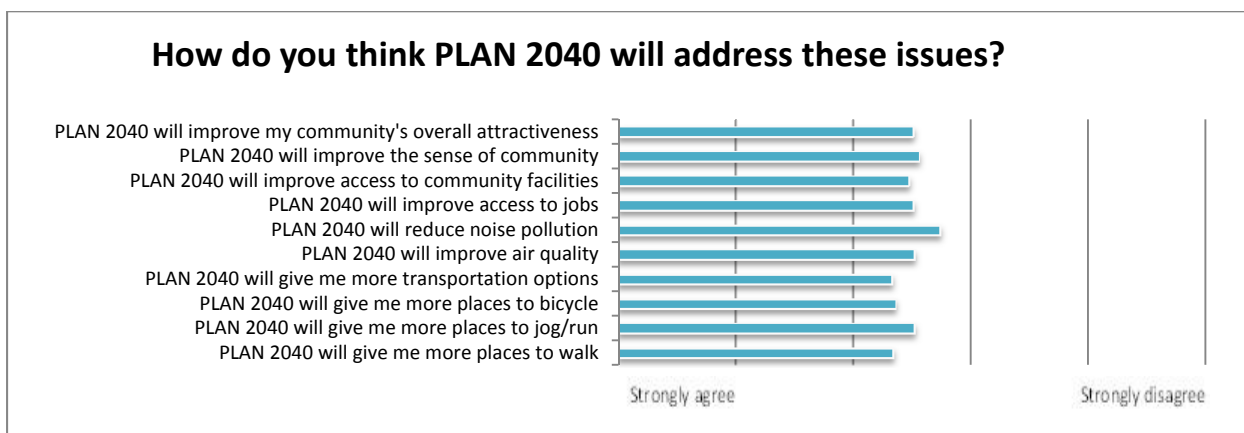 How do you think PLAN 2040 will address these issues?
PLAN 2040 will improve my community's overall attractiveness
PLAN 2040 will improve the sense of community
PLAN 2040 will improve access to community facilities
PLAN 2040 will improve access to jobs
PLAN 2040 will reduce noise pollution
PLAN 2040 will improve air quality
PLAN 2040 will give me more transportation options
PLAN 2040 will give me more places to bicycle
PLAN 2040 will give me more places to jog/run
PLAN 2040 will give me more places to walk
Strongly agree
Strongly disagree